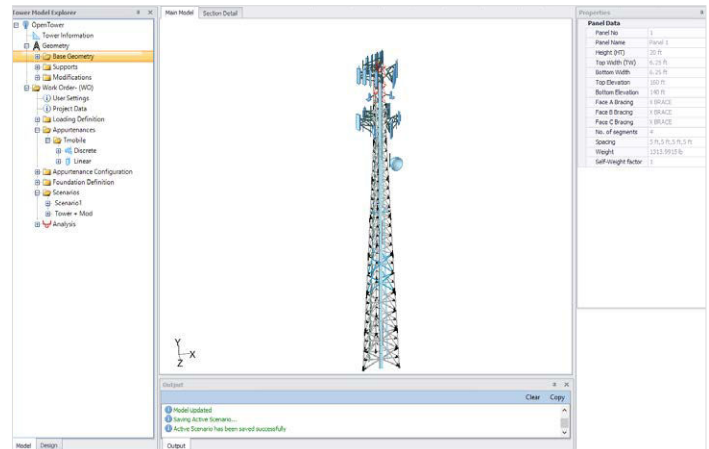 Tower Model Explorer
OpenTower
Tower Information
Geometry
Base Geometry
Supports
Modifications
Work Order- (WO)
User Settings
Project Data
Loading Definition
Appurtenances
Tmobile
Discrete
Linear
Appurtenance Configuration
Foundation Definition
Scenarios
Scenario1
Tower + Mod
Analysis
Model Design
Main Model Section Detail
Y
X
Z
Output
Clear Copy
Model updated
Saving Active Scenario...
Active Scenario has been saved successfully
Output
Properties
Panel Data
Panel No 1
Panel Name Panel 1
Height (HT) 20 ft
Top Width (TW) 6.25 ft
Bottom Width 6.25 ft
Top Elevation 160 ft
Bottom Elevation 140 ft
Face A Bracing X BRACE
Face B Bracing X BRACE
Face C Bracing X BRACE
No. of segments 4
Spacing 5 ft,5 ft,5 ft,5 ft
Weight
Self-Weight factor 1